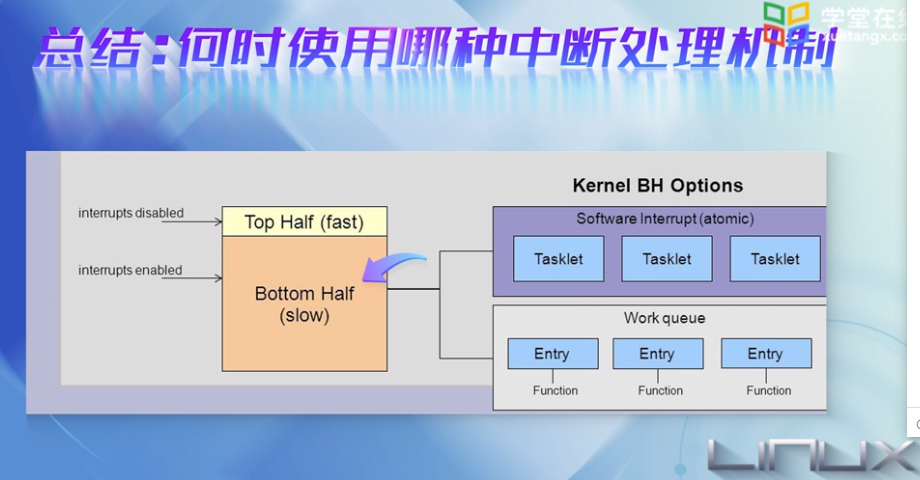 总结:何时使用哪种中断处理机制
学堂在线
xuetangx.co
Kernel BH Options
interrupts disabled
Top Half (fast)
interrupts enabled
Bottom Half
(slow)
Software Interrupt (atomic)
Tasklet
Tasklet
Tasklet
Work queue
Entry
Entry
Entry
Function
Function
Function
LINUX